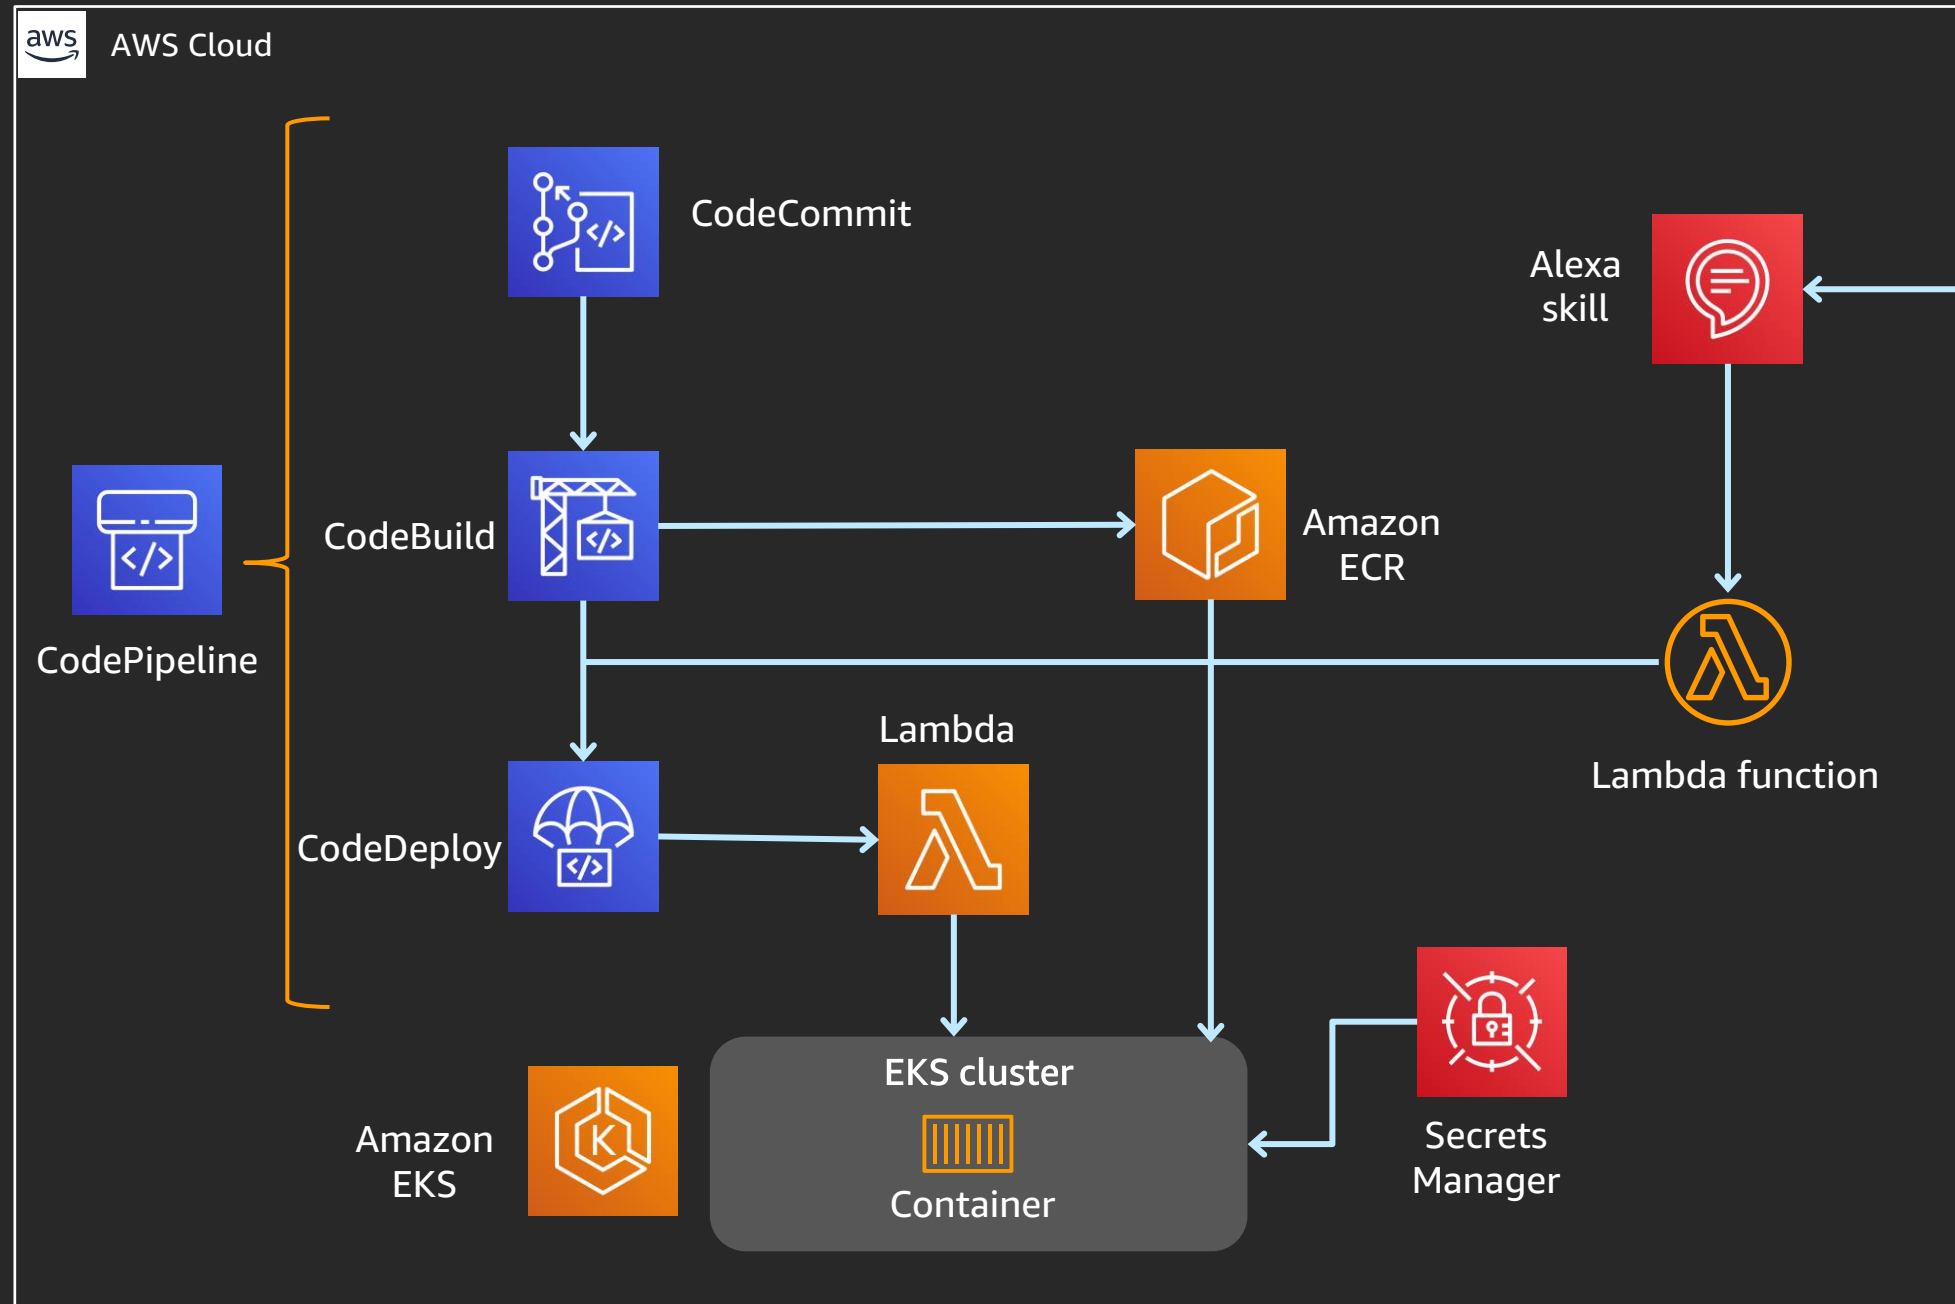 aws
AWS Cloud
CodeCommit
Alexa
skill
CodeBuild
Amazon
ECR
CodePipeline
Lambda
Lambda function
CodeDeploy
EKS cluster
Amazon
EKS
K
Container
Secrets
Manager